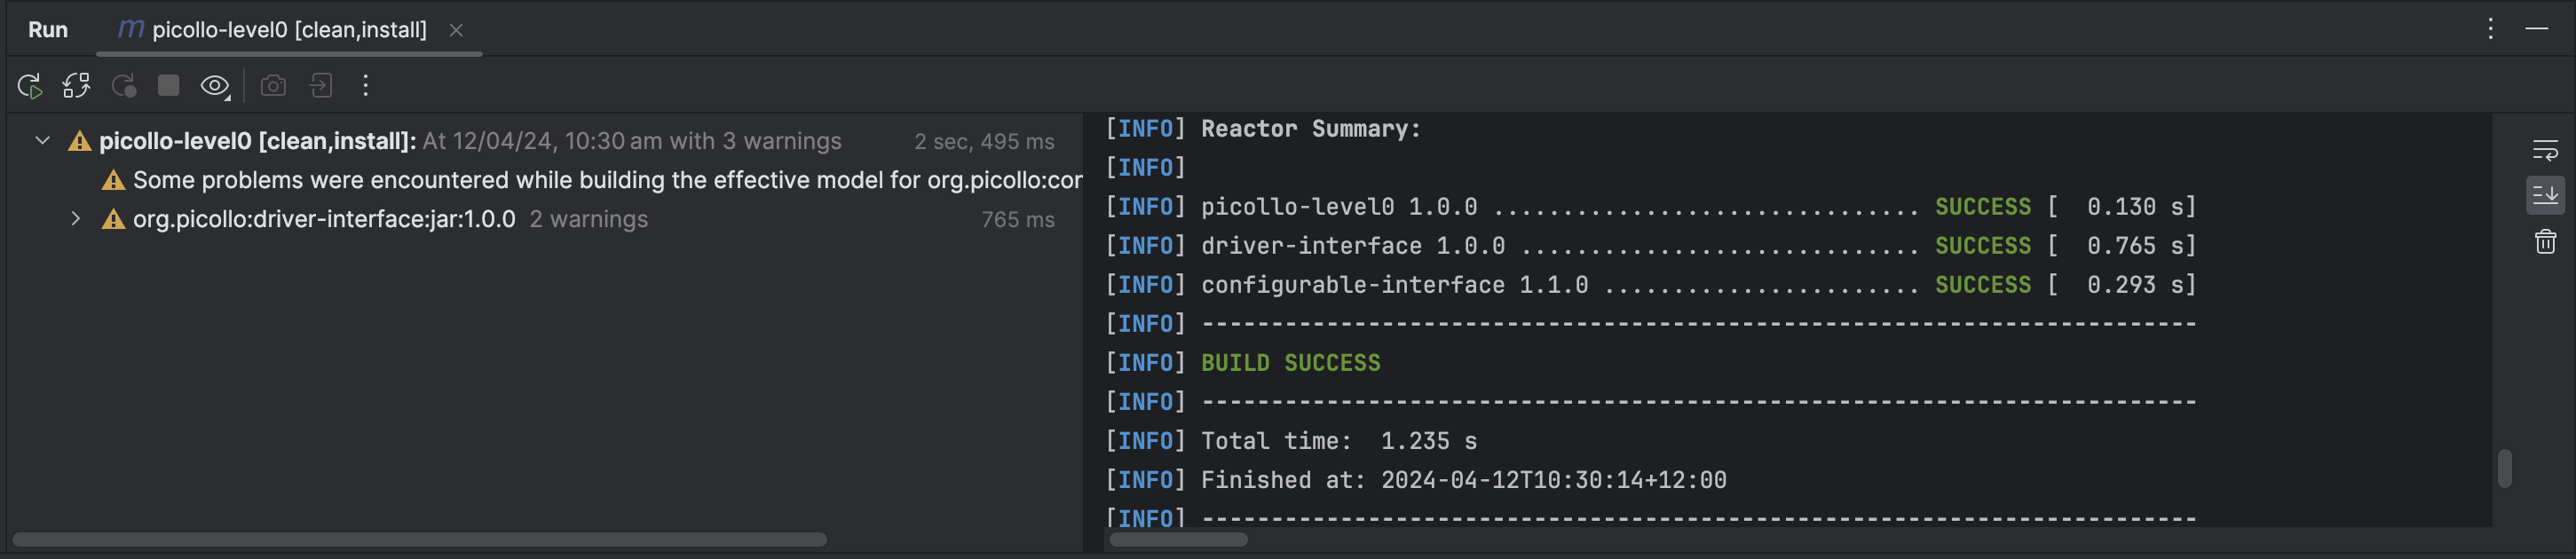 Run m picollo-level0 [clean,install]
picollo-level0 [clean,install]: At 12/04/24, 10:30 am with 3 warnings 2 sec, 495 ms
Some problems were encountered while building the effective model for org.picollo:cor
org.picollo:driver-interface:jar:1.0.0 2 warnings 765 ms
[INFO] Reactor Summary:
[INFO]
[INFO] picollo-level0 1.0.0 ............................... SUCCESS [  0.130 s]
[INFO] driver-interface 1.0.0 ............................. SUCCESS [  0.765 s]
[INFO] configurable-interface 1.1.0 ....................... SUCCESS [  0.293 s]
[INFO] ------------------------------------------------------------------------
[INFO] BUILD SUCCESS
[INFO] ------------------------------------------------------------------------
[INFO] Total time:  1.235 s
[INFO] Finished at: 2024-04-12T10:30:14+12:00
[INFO] ------------------------------------------------------------------------